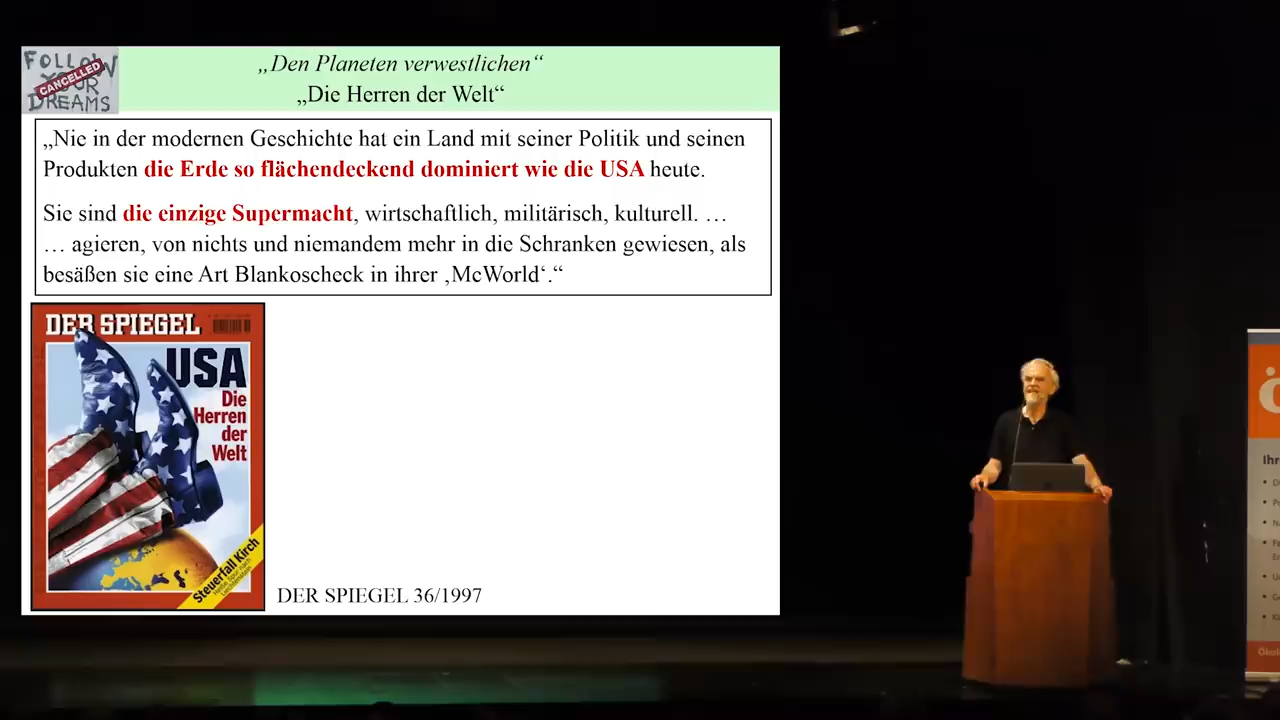 FOLLOW
YOUR
DREAMS
CANCELLED
„Den Planeten verwestlichen“
„Die Herren der Welt“
„Nie in der modernen Geschichte hat ein Land mit seiner Politik und seinen
Produkten die Erde so flächendeckend dominiert wie die USA heute.
Sie sind die einzige Supermacht, wirtschaftlich, militärisch, kulturell. …
… agieren, von nichts und niemandem mehr in die Schranken gewiesen, als
besäßen sie eine Art Blankoscheck in ihrer ‚McWorld‘.“
DER SPIEGEL
USA
Die
Herren
der
Welt
Steuerfall Kirch
DER SPIEGEL 36/1997
Ihr